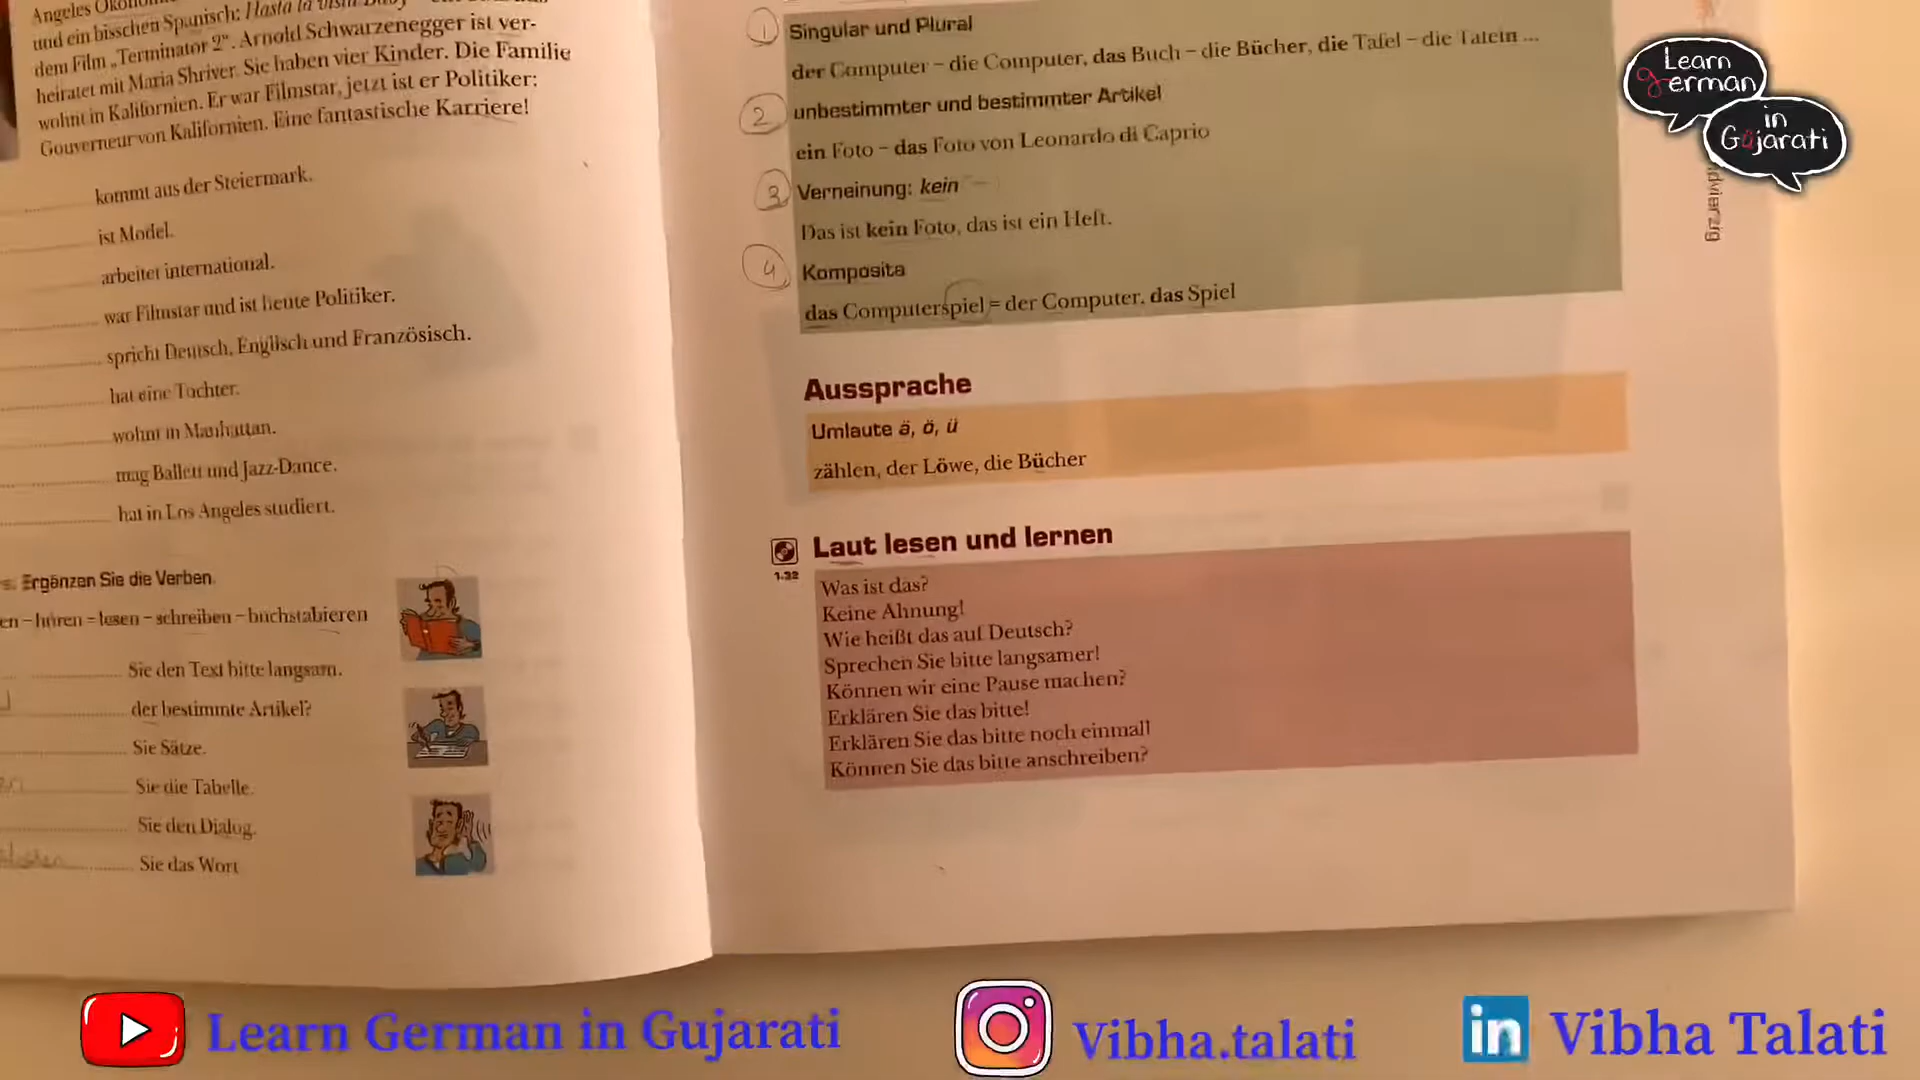 und ein bisschen Spanisch: Hasta la vista
dem Film „Terminator 2“. Arnold Schwarzenegger ist ver-
heiratet mit Maria Shriver. Sie haben vier Kinder. Die Familie
wohnt in Kalifornien. Er war Filmstar, jetzt ist er Politiker:
Gouverneur von Kalifornien. Eine fantastische Karriere!
kommt aus der Steiermark.
ist Model.
arbeitet international.
war Filmstar und ist heute Politiker.
spricht Deutsch, Englisch und Französisch.
hat eine Tochter.
wohnt in Manhattan.
mag Ballett und Jazz-Dance.
hat in Los Angeles studiert.
Ergänzen Sie die Verben.
en – hören – lesen – schreiben – buchstabieren
Sie den Text bitte langsam.
der bestimmte Artikel?
Sie Sätze.
Sie die Tabelle.
Sie den Dialog.
Sie das Wort
1 Singular und Plural
der Computer – die Computer, das Buch – die Bücher, die Tafel – die Tafeln ...
2 unbestimmter und bestimmter Artikel
ein Foto – das Foto von Leonardo di Caprio
3 Verneinung: kein
Das ist kein Foto, das ist ein Heft.
4 Komposita
das Computerspiel = der Computer, das Spiel
Aussprache
Umlaute ä, ö, ü
zählen, der Löwe, die Bücher
Laut lesen und lernen
1.32
Was ist das?
Keine Ahnung!
Wie heißt das auf Deutsch?
Sprechen Sie bitte langsamer!
Können wir eine Pause machen?
Erklären Sie das bitte!
Erklären Sie das bitte noch einmal!
Können Sie das bitte anschreiben?
Learn
German
in
Gujarati
Learn German in Gujarati
Vibha.talati
in Vibha Talati